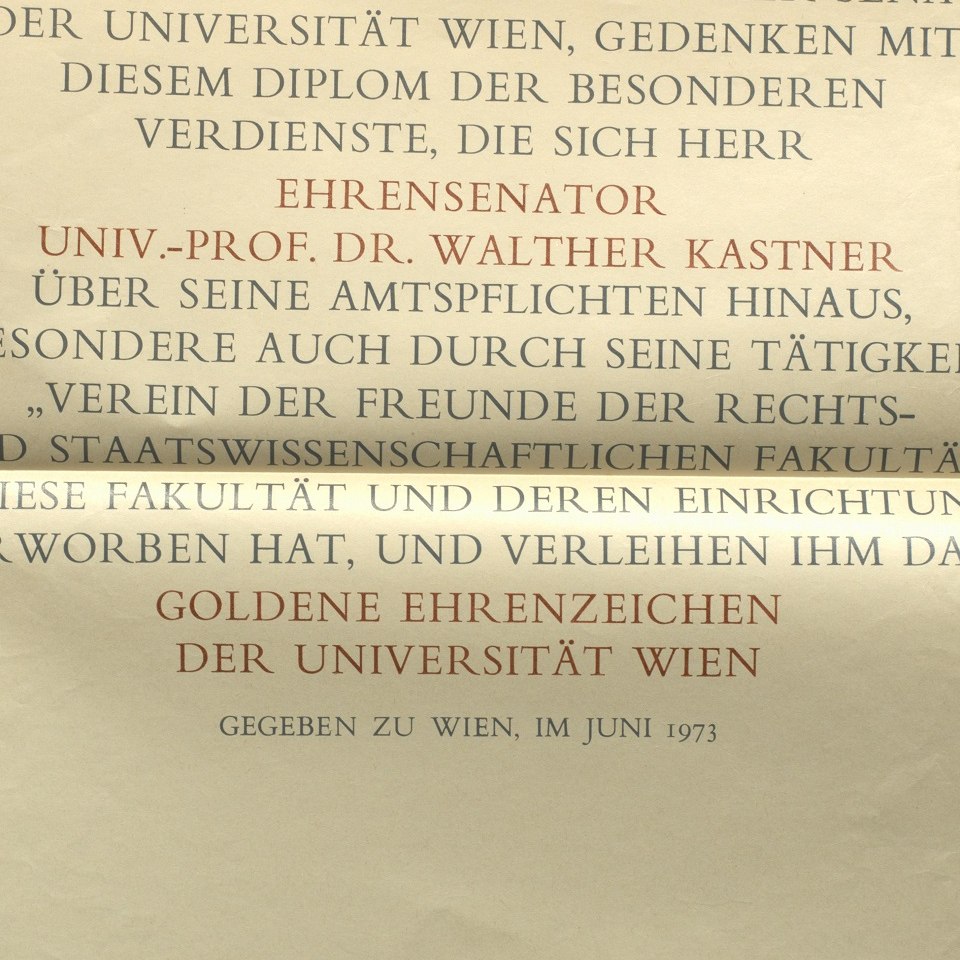 DER UNIVERSITÄT WIEN, GEDENKEN MIT
DIESEM DIPLOM DER BESONDEREN
VERDIENSTE, DIE SICH HERR
EHRENSENATOR
UNIV.-PROF. DR. WALTHER KASTNER
ÜBER SEINE AMTSPFLICHTEN HINAUS,
ESONDERE AUCH DURCH SEINE TÄTIGKEI
„VEREIN DER FREUNDE DER RECHTS-
D STAATSWISSENSCHAFTLICHEN FAKULTÄ
IESE FAKULTÄT UND DEREN EINRICHTUN
RWORBEN HAT, UND VERLEIHEN IHM DA
GOLDENE EHRENZEICHEN
DER UNIVERSITÄT WIEN
GEGEBEN ZU WIEN, IM JUNI 1973